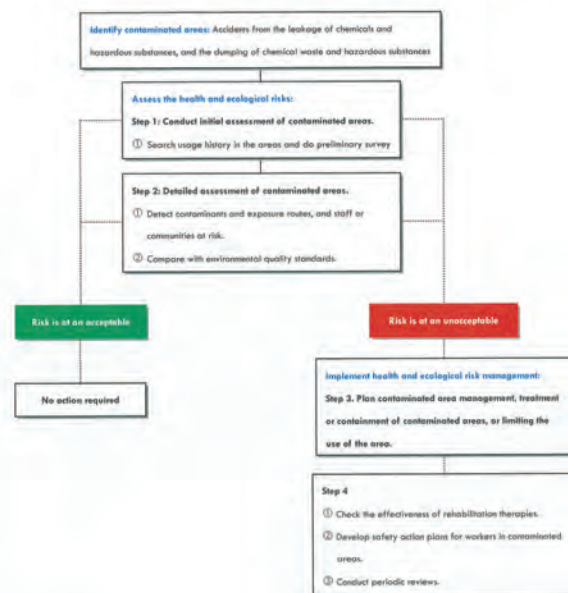 Identify contaminated areas: Accidents from the leakage of chemicals and
hazardous substances, and the dumping of chemical waste and hazardous substances
Assess the health and ecological risks:
Step 1: Conduct initial assessment of contaminated areas.
① Search usage history in the areas and do preliminary survey
Step 2: Detailed assessment of contaminated areas.
① Detect contaminants and exposure routes, and staff or
communities at risk.
② Compare with environmental quality standards.
Risk is at an acceptable
Risk is at an unacceptable
No action required
Implement health and ecological risk management:
Step 3. Plan contaminated area management, treatment
or containment of contaminated areas, or limiting the
use of the area.
Step 4
① Check the effectiveness of rehabilitation therapies.
② Develop safety action plans for workers in contaminated
areas.
③ Conduct periodic reviews.